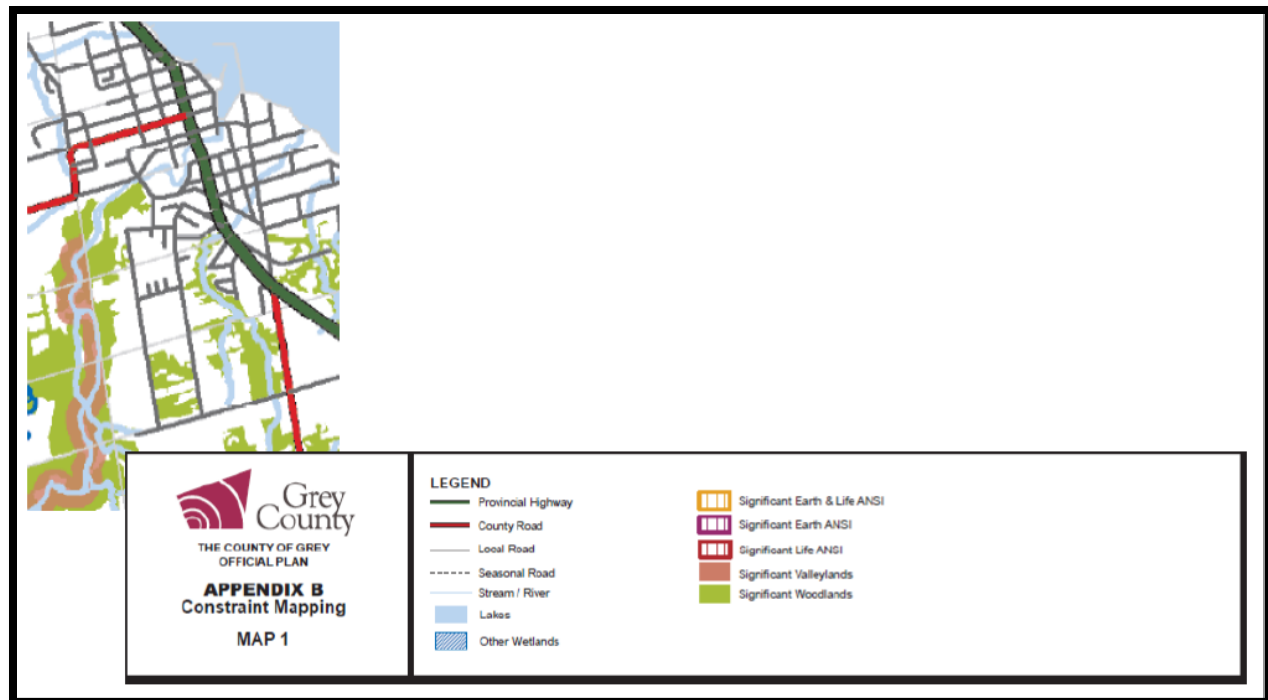 Grey
County
THE COUNTY OF GREY
OFFICIAL PLAN
APPENDIX B
Constraint Mapping
MAP 1
LEGEND
Provincial Highway
County Road
Local Road
Seasonal Road
Stream / River
Lakes
Other Wetlands
Significant Earth & Life ANSI
Significant Earth ANSI
Significant Life ANSI
Significant Valleylands
Significant Woodlands